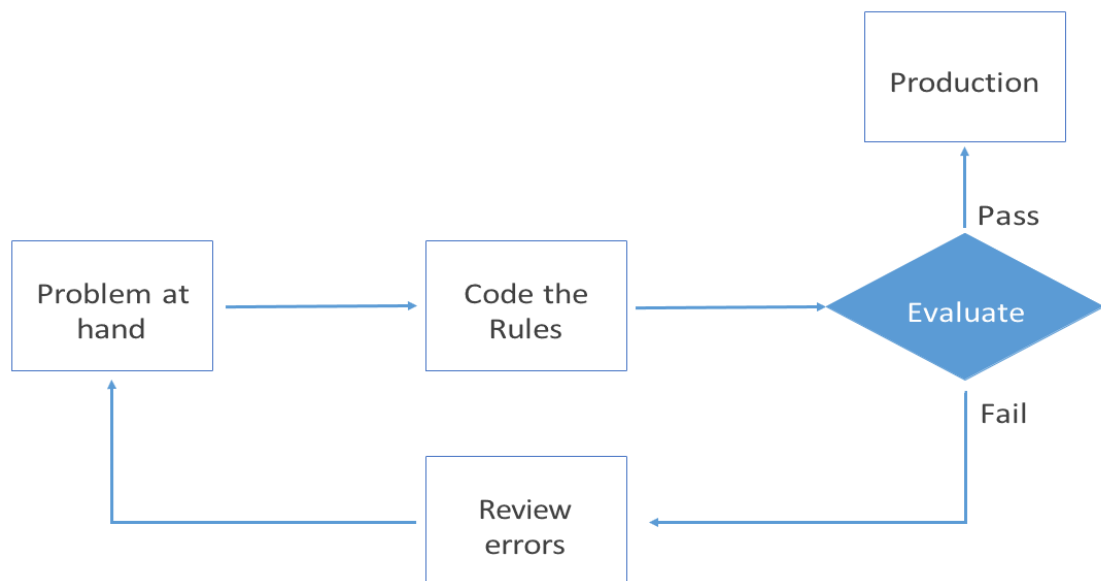 Production
Pass
Problem at
hand
Code the
Rules
Evaluate
Fail
Review
errors